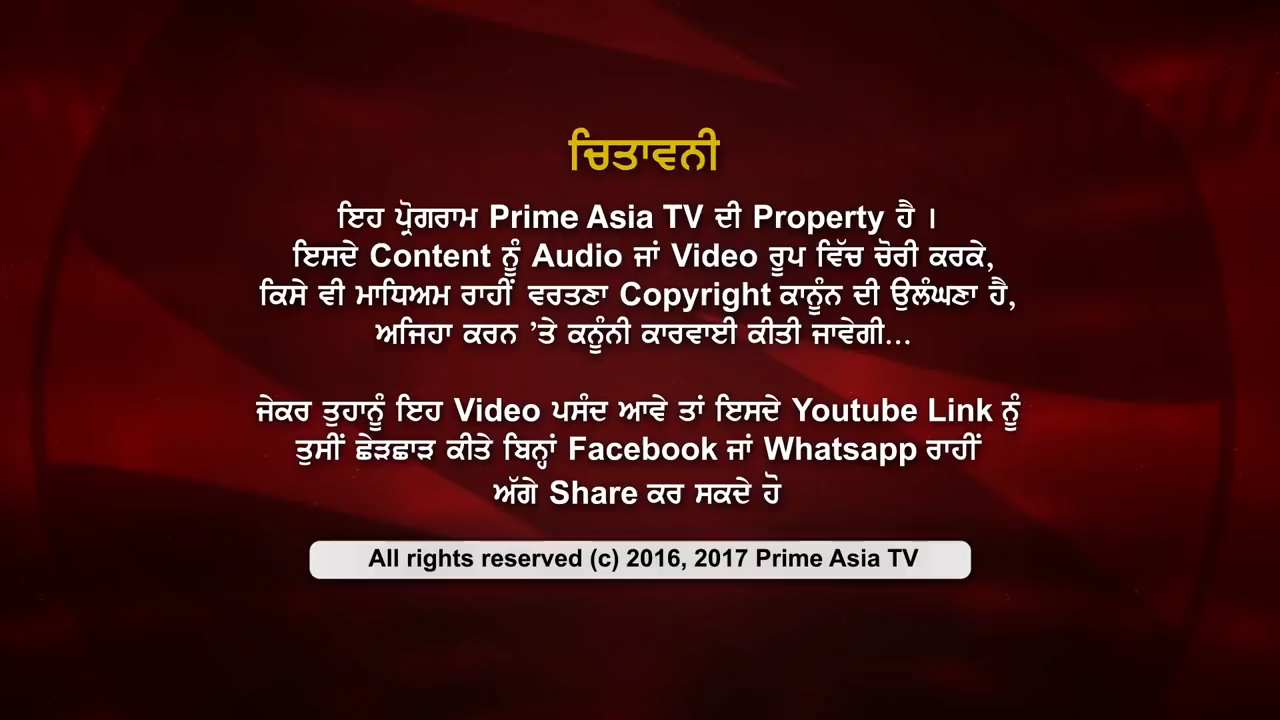 ਚਿਤਾਵਨੀ
ਇਹ ਪ੍ਰੋਗਰਾਮ Prime Asia TV ਦੀ Property ਹੈ ।
ਇਸਦੇ Content ਨੂੰ Audio ਜਾਂ Video ਰੂਪ ਵਿੱਚ ਚੋਰੀ ਕਰਕੇ,
ਕਿਸੇ ਵੀ ਮਾਧਿਅਮ ਰਾਹੀਂ ਵਰਤਣਾ Copyright ਕਾਨੂੰਨ ਦੀ ਉਲੰਘਣਾ ਹੈ,
ਅਜਿਹਾ ਕਰਨ ’ਤੇ ਕਨੂੰਨੀ ਕਾਰਵਾਈ ਕੀਤੀ ਜਾਵੇਗੀ...
ਜੇਕਰ ਤੁਹਾਨੂੰ ਇਹ Video ਪਸੰਦ ਆਵੇ ਤਾਂ ਇਸਦੇ Youtube Link ਨੂੰ
ਤੁਸੀਂ ਛੇੜਛਾੜ ਕੀਤੇ ਬਿਨ੍ਹਾਂ Facebook ਜਾਂ Whatsapp ਰਾਹੀਂ
ਅੱਗੇ Share ਕਰ ਸਕਦੇ ਹੋ
All rights reserved (c) 2016, 2017 Prime Asia TV